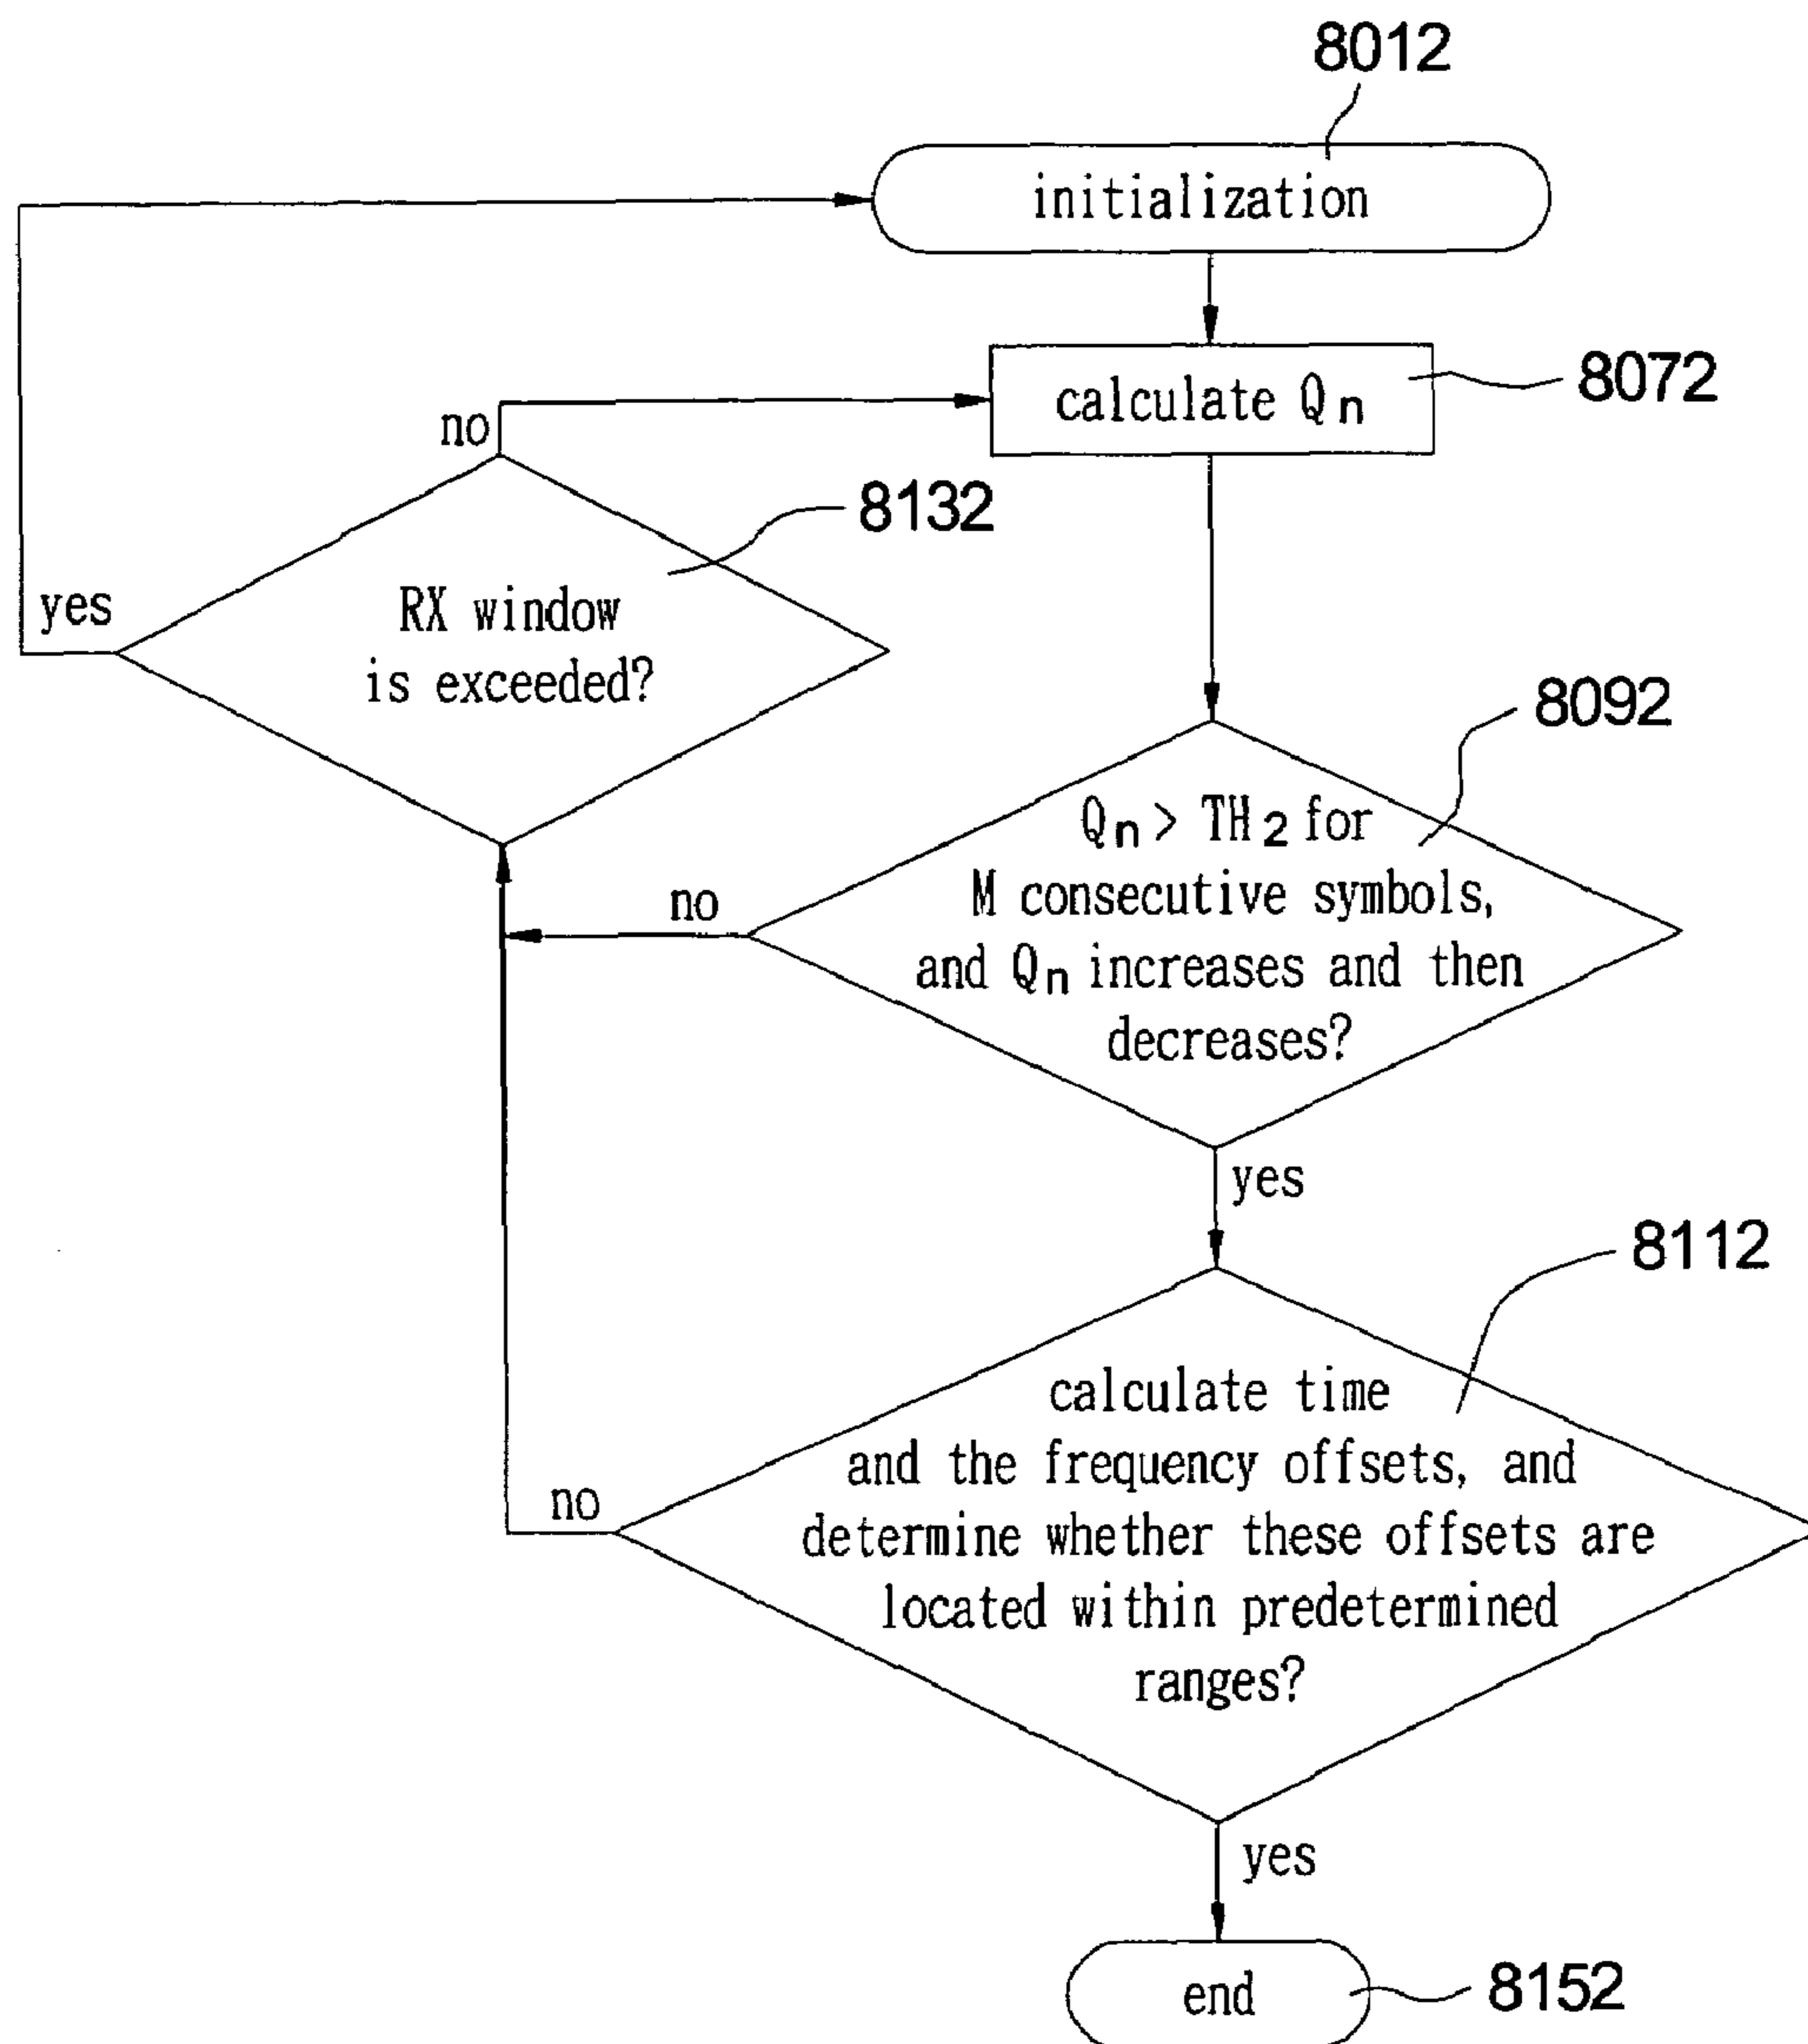 8012
initialization
calculate Qn
8072
no
8132
yes
RX window
is exceeded?
8092
Qn > TH2 for
M consecutive symbols,
and Qn increases and then
decreases?
no
yes
8112
calculate time
and the frequency offsets, and
determine whether these offsets are
located within predetermined
ranges?
no
yes
end
8152